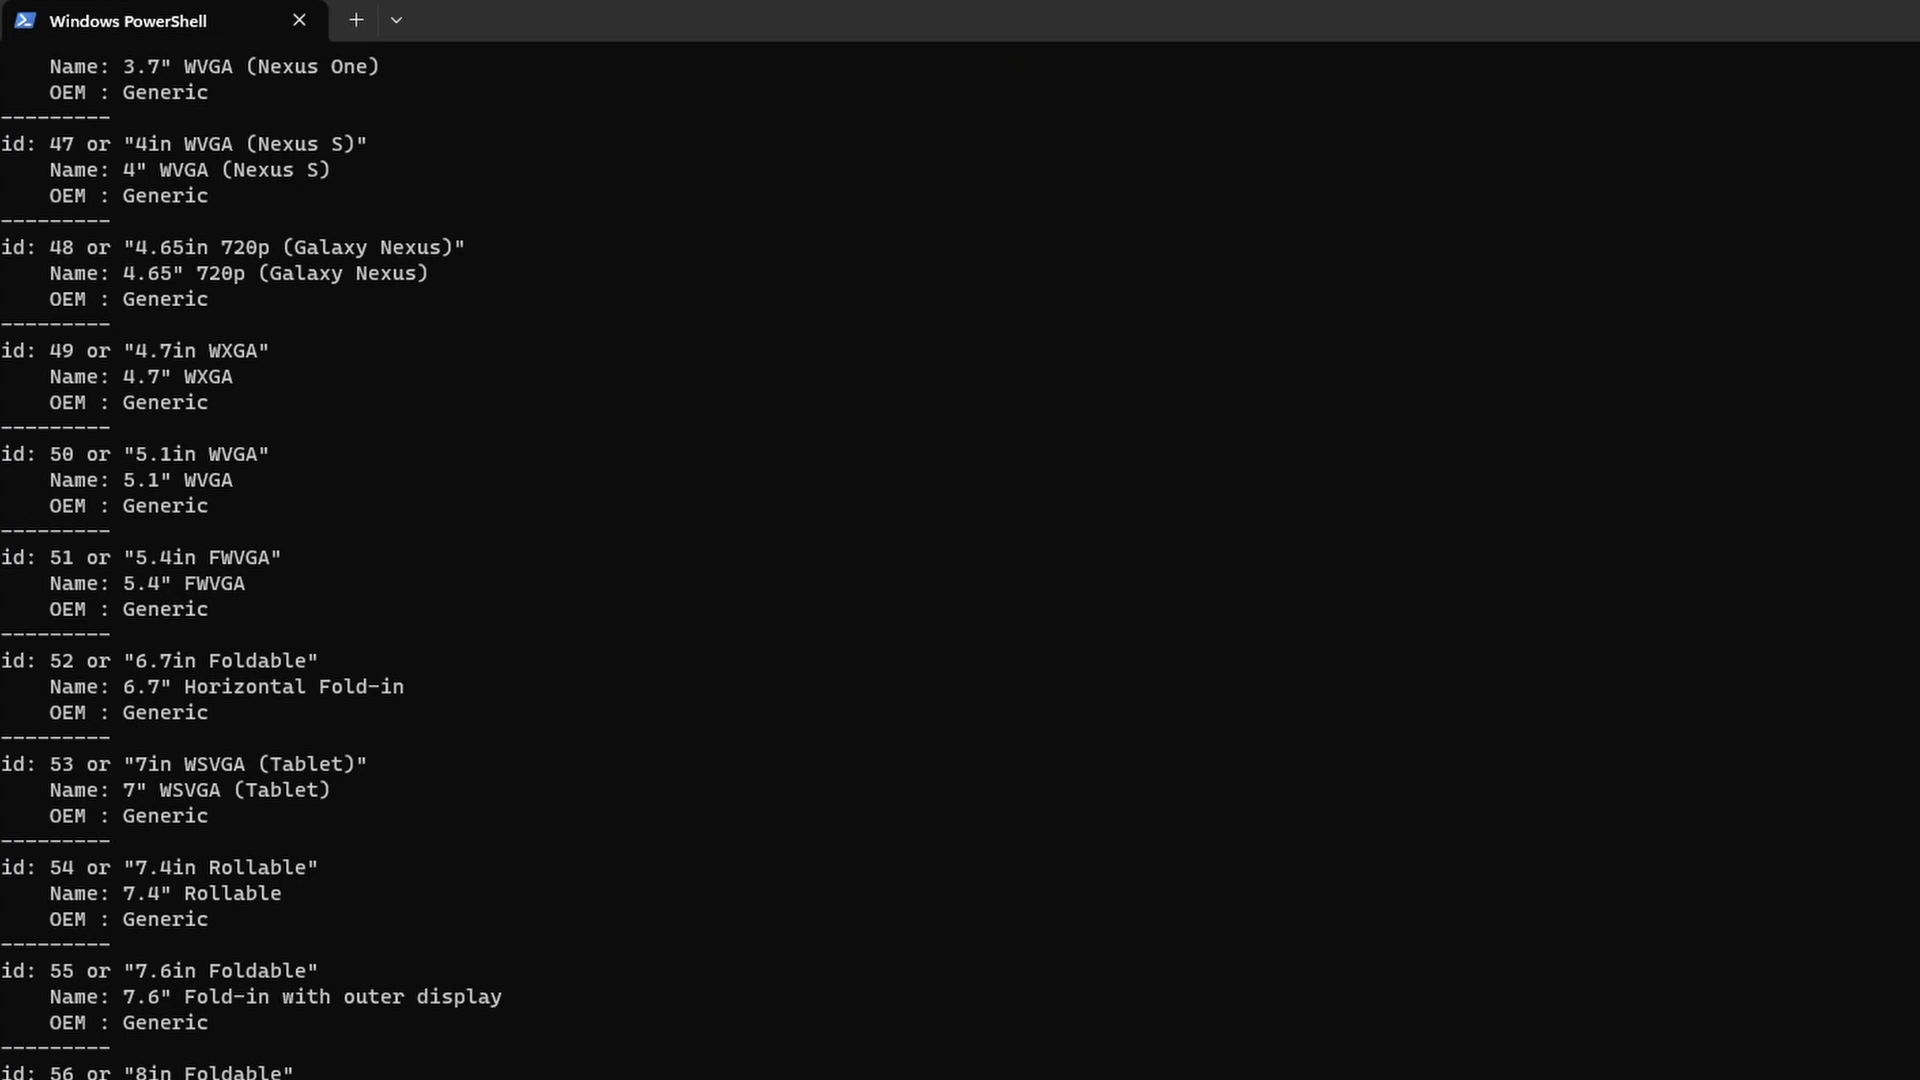 Windows PowerShell
Name: 3.7" WVGA (Nexus One)
OEM : Generic
---------
id: 47 or "4in WVGA (Nexus S)"
Name: 4" WVGA (Nexus S)
OEM : Generic
---------
id: 48 or "4.65in 720p (Galaxy Nexus)"
Name: 4.65" 720p (Galaxy Nexus)
OEM : Generic
---------
id: 49 or "4.7in WXGA"
Name: 4.7" WXGA
OEM : Generic
---------
id: 50 or "5.1in WVGA"
Name: 5.1" WVGA
OEM : Generic
---------
id: 51 or "5.4in FWVGA"
Name: 5.4" FWVGA
OEM : Generic
---------
id: 52 or "6.7in Foldable"
Name: 6.7" Horizontal Fold-in
OEM : Generic
---------
id: 53 or "7in WSVGA (Tablet)"
Name: 7" WSVGA (Tablet)
OEM : Generic
---------
id: 54 or "7.4in Rollable"
Name: 7.4" Rollable
OEM : Generic
---------
id: 55 or "7.6in Foldable"
Name: 7.6" Fold-in with outer display
OEM : Generic
---------
id: 56 or "8in Foldable"